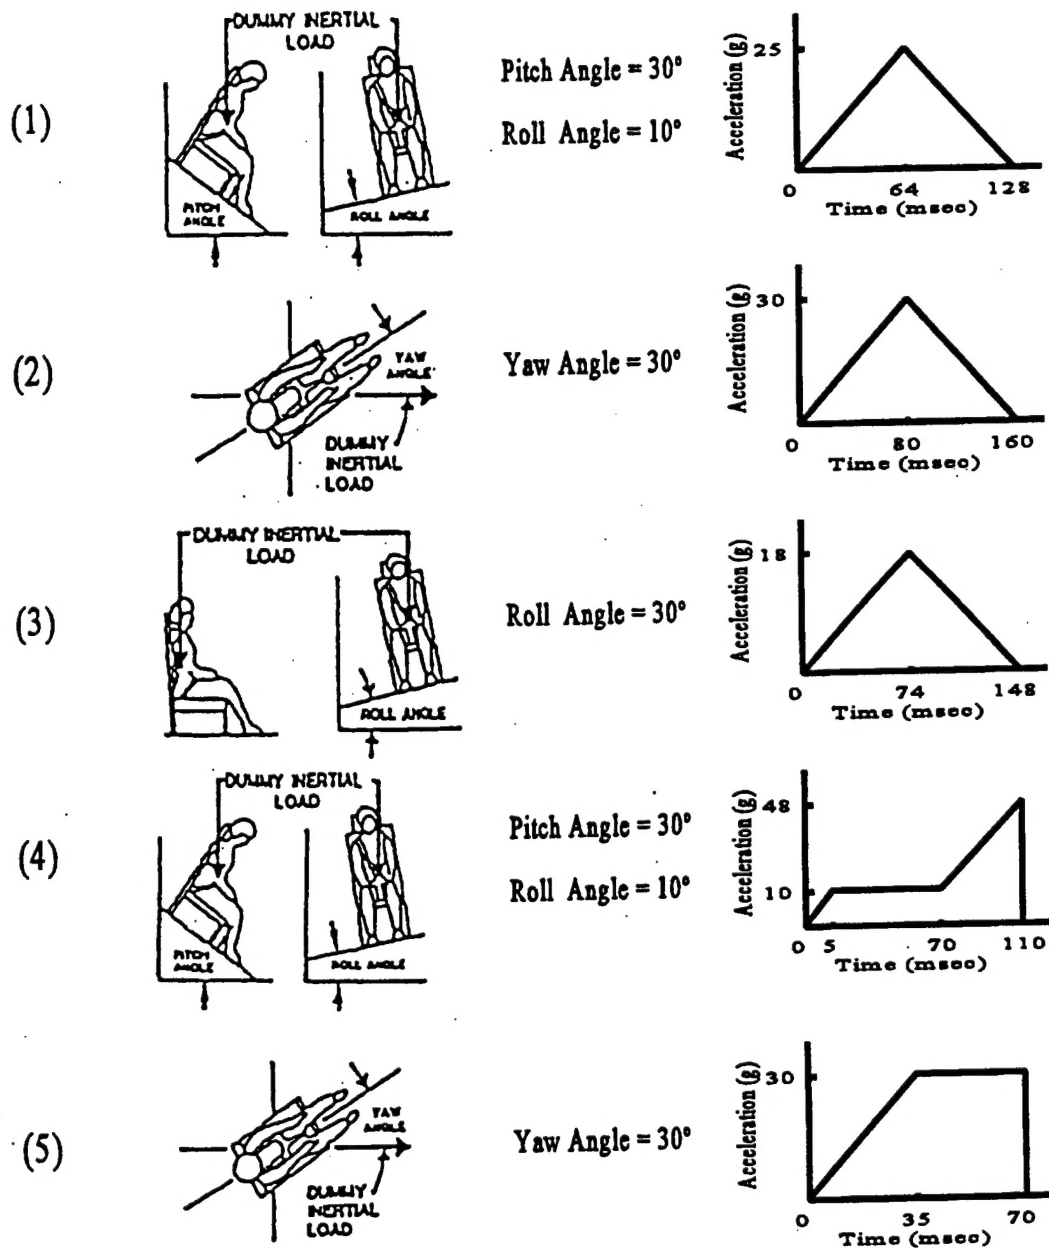 (1)
DUMMY INERTIAL
LOAD
PITCH
ANGLE
ROLL ANGLE
Pitch Angle = 30°
Roll Angle = 10°
Acceleration (g)
25
0 64 128
Time (msec)
(2)
YAW
ANGLE
DUMMY
INERTIAL
LOAD
Yaw Angle = 30°
Acceleration (g)
30
0 80 160
Time (msec)
(3)
DUMMY INERTIAL
LOAD
ROLL ANGLE
Roll Angle = 30°
Acceleration (g)
18
0 74 148
Time (msec)
(4)
DUMMY INERTIAL
LOAD
PITCH
ANGLE
ROLL ANGLE
Pitch Angle = 30°
Roll Angle = 10°
Acceleration (g)
48
10
0 5 70 110
Time (msec)
(5)
YAW
ANGLE
DUMMY
INERTIAL
LOAD
Yaw Angle = 30°
Acceleration (g)
30
0 35 70
Time (msec)